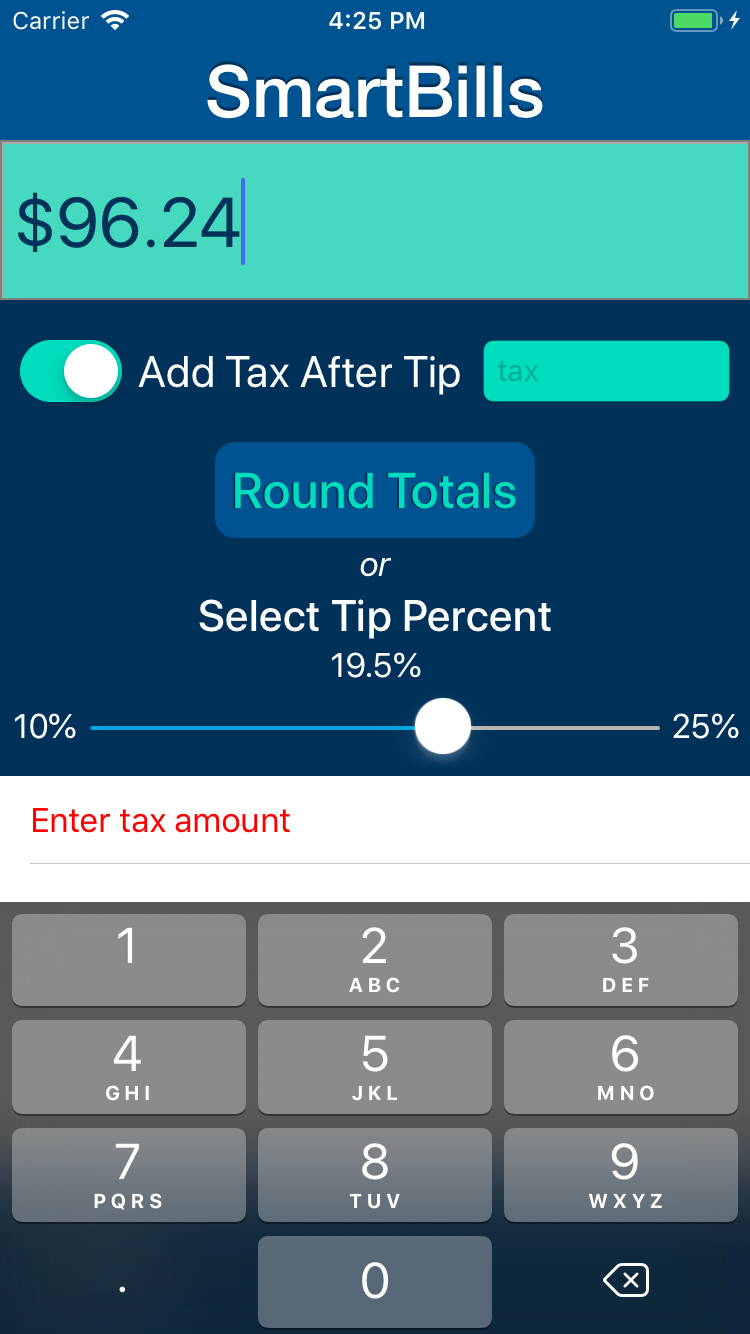 Carrier 4:25 PM
SmartBills
$96.24
Add Tax After Tip tax
Round Totals
or
Select Tip Percent
19.5%
10% 25%
Enter tax amount
1 2 3
ABC DEF
4 5 6
GHI JKL MNO
7 8 9
PQRS TUV WXYZ
. 0